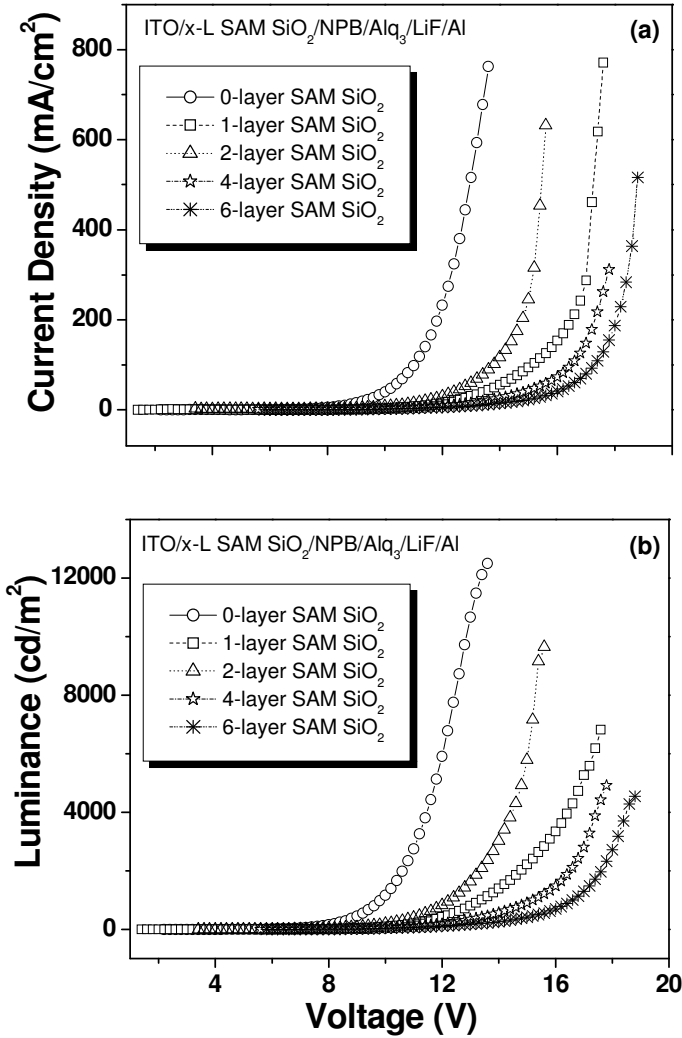 ITO/x-L SAM SiO₂/NPB/Alq₃/LiF/Al
(a)
0-layer SAM SiO₂
1-layer SAM SiO₂
2-layer SAM SiO₂
4-layer SAM SiO₂
6-layer SAM SiO₂
Current Density (mA/cm²)
800
600
400
200
0
ITO/x-L SAM SiO₂/NPB/Alq₃/LiF/Al
(b)
0-layer SAM SiO₂
1-layer SAM SiO₂
2-layer SAM SiO₂
4-layer SAM SiO₂
6-layer SAM SiO₂
Luminance (cd/m²)
12000
8000
4000
0
4 8 12 16 20
Voltage (V)